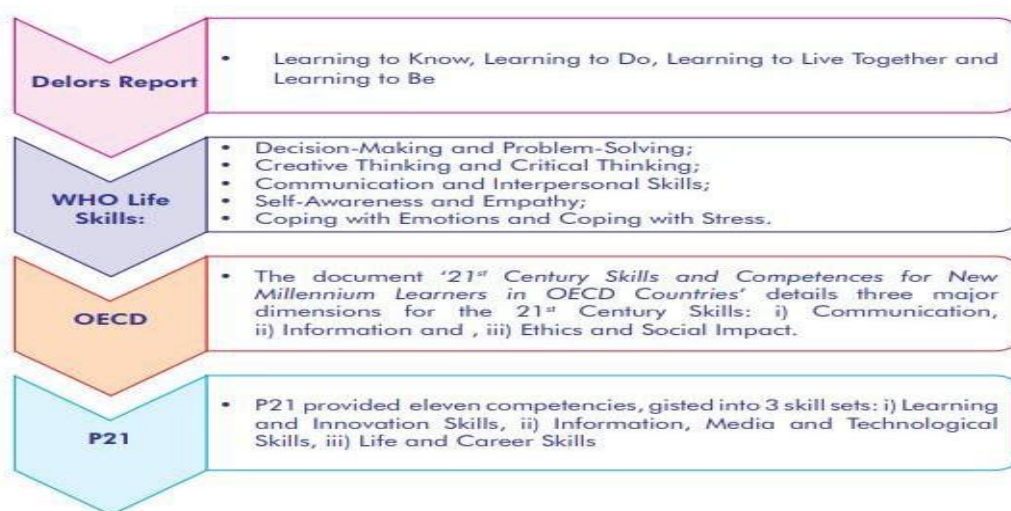 Delors Report
• Learning to Know, Learning to Do, Learning to Live Together and
Learning to Be
WHO Life
Skills:
• Decision-Making and Problem-Solving;
• Creative Thinking and Critical Thinking;
• Communication and Interpersonal Skills;
• Self-Awareness and Empathy;
• Coping with Emotions and Coping with Stress.
OECD
• The document ‘21st Century Skills and Competences for New
Millennium Learners in OECD Countries’ details three major
dimensions for the 21st Century Skills: i) Communication,
ii) Information and , iii) Ethics and Social Impact.
P21
• P21 provided eleven competencies, gisted into 3 skill sets: i) Learning
and Innovation Skills, ii) Information, Media and Technological
Skills, iii) Life and Career Skills